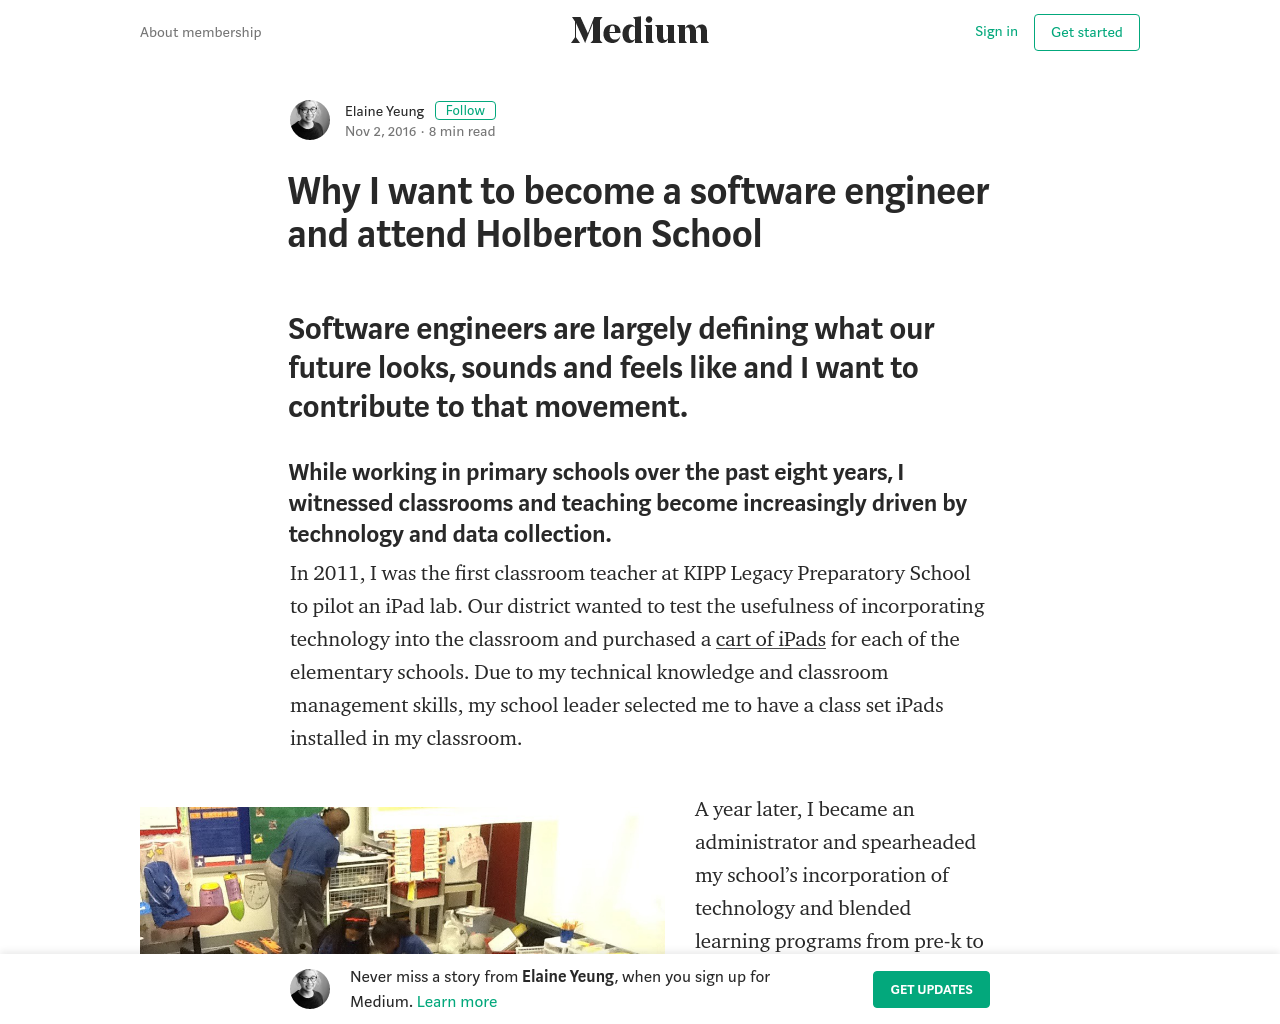 About membership
Medium
Sign in
Get started
Elaine Yeung
Follow
Nov 2, 2016 · 8 min read
Why I want to become a software engineer
and attend Holberton School
Software engineers are largely defining what our
future looks, sounds and feels like and I want to
contribute to that movement.
While working in primary schools over the past eight years, I
witnessed classrooms and teaching become increasingly driven by
technology and data collection.
In 2011, I was the first classroom teacher at KIPP Legacy Preparatory School
to pilot an iPad lab. Our district wanted to test the usefulness of incorporating
technology into the classroom and purchased a cart of iPads for each of the
elementary schools. Due to my technical knowledge and classroom
management skills, my school leader selected me to have a class set iPads
installed in my classroom.
A year later, I became an
administrator and spearheaded
my school’s incorporation of
technology and blended
learning programs from pre-k to
Never miss a story from Elaine Yeung, when you sign up for
Medium. Learn more
GET UPDATES